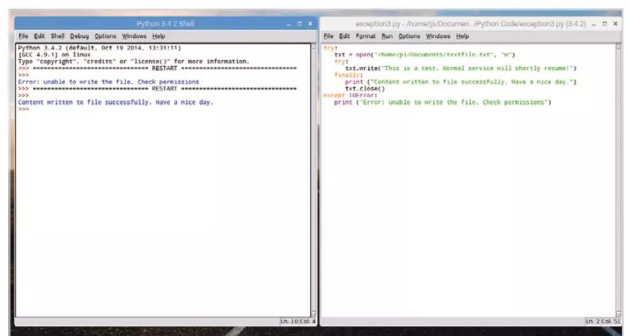 Python 3.4.2 Shell
File Edit Shell Debug Options Windows Help
Python 3.4.2 (default, Oct 19 2014, 13:31:11)
[GCC 4.9.1] on linux
Type "copyright", "credits" or "license()" for more information.
>>> ================================ RESTART ================================
>>>
Error: unable to write the file. Check permissions
>>> ================================ RESTART ================================
>>>
Content written to file successfully. Have a nice day.
>>>
Ln: 10 Col: 4
exception3.py - /home/pi/Documen.../Python Code/exception3.py (3.4.2)
File Edit Format Run Options Windows Help
try:
txt = open("/home/pi/Documents/textfile.txt", "w")
try:
txt.write("This is a test. Normal service will shortly resume!")
finally:
print ("Content written to file successfully. Have a nice day.")
txt.close()
except IOError:
print ("Error: unable to write the file. Check permissions")
Ln: 2 Col: 51